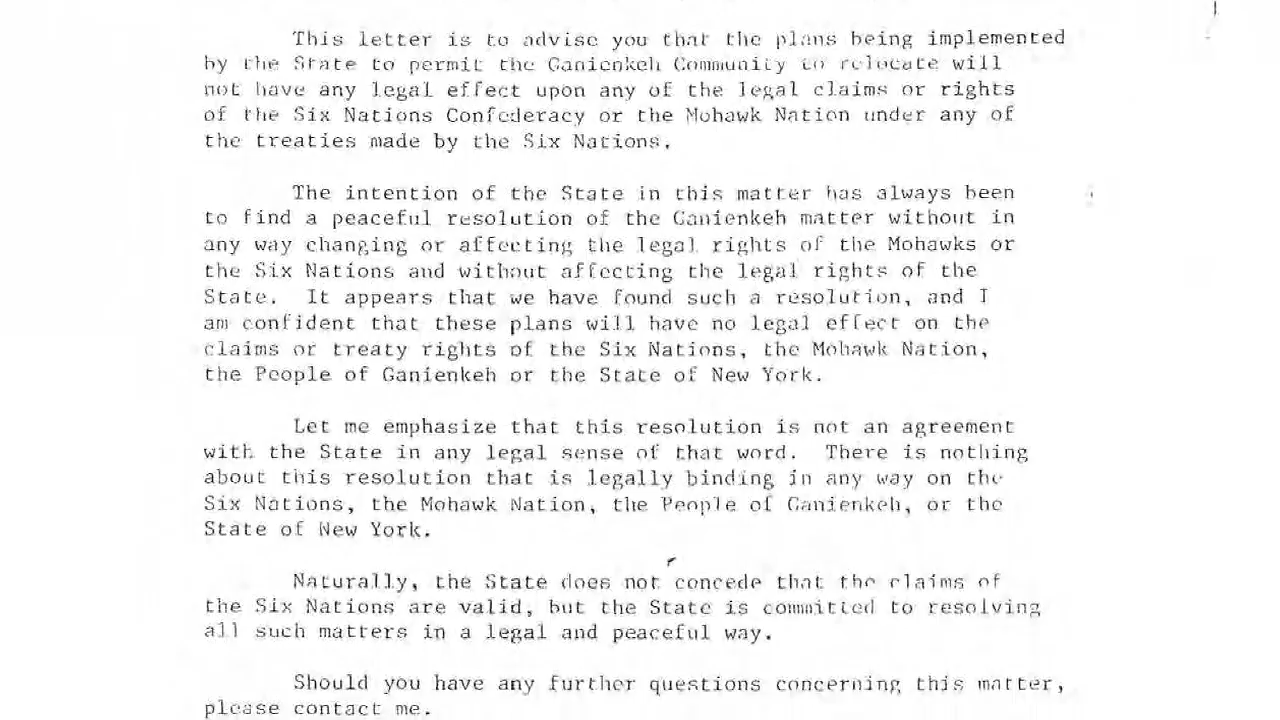 This letter is to advise you that the plans being implemented
by the State to permit the Ganienkeh Community to relocate will
not have any legal effect upon any of the legal claims or rights
of the Six Nations Confederacy or the Mohawk Nation under any of
the treaties made by the Six Nations.
The intention of the State in this matter has always been
to find a peaceful resolution of the Ganienkeh matter without in
any way changing or affecting the legal rights of the Mohawks or
the Six Nations and without affecting the legal rights of the
State. It appears that we have found such a resolution, and I
am confident that these plans will have no legal effect on the
claims or treaty rights of the Six Nations, the Mohawk Nation,
the People of Ganienkeh or the State of New York.
Let me emphasize that this resolution is not an agreement
with the State in any legal sense of that word. There is nothing
about this resolution that is legally binding in any way on the
Six Nations, the Mohawk Nation, the People of Ganienkeh, or the
State of New York.
Naturally, the State does not concede that the claims of
the Six Nations are valid, but the State is committed to resolving
all such matters in a legal and peaceful way.
Should you have any further questions concerning this matter,
please contact me.